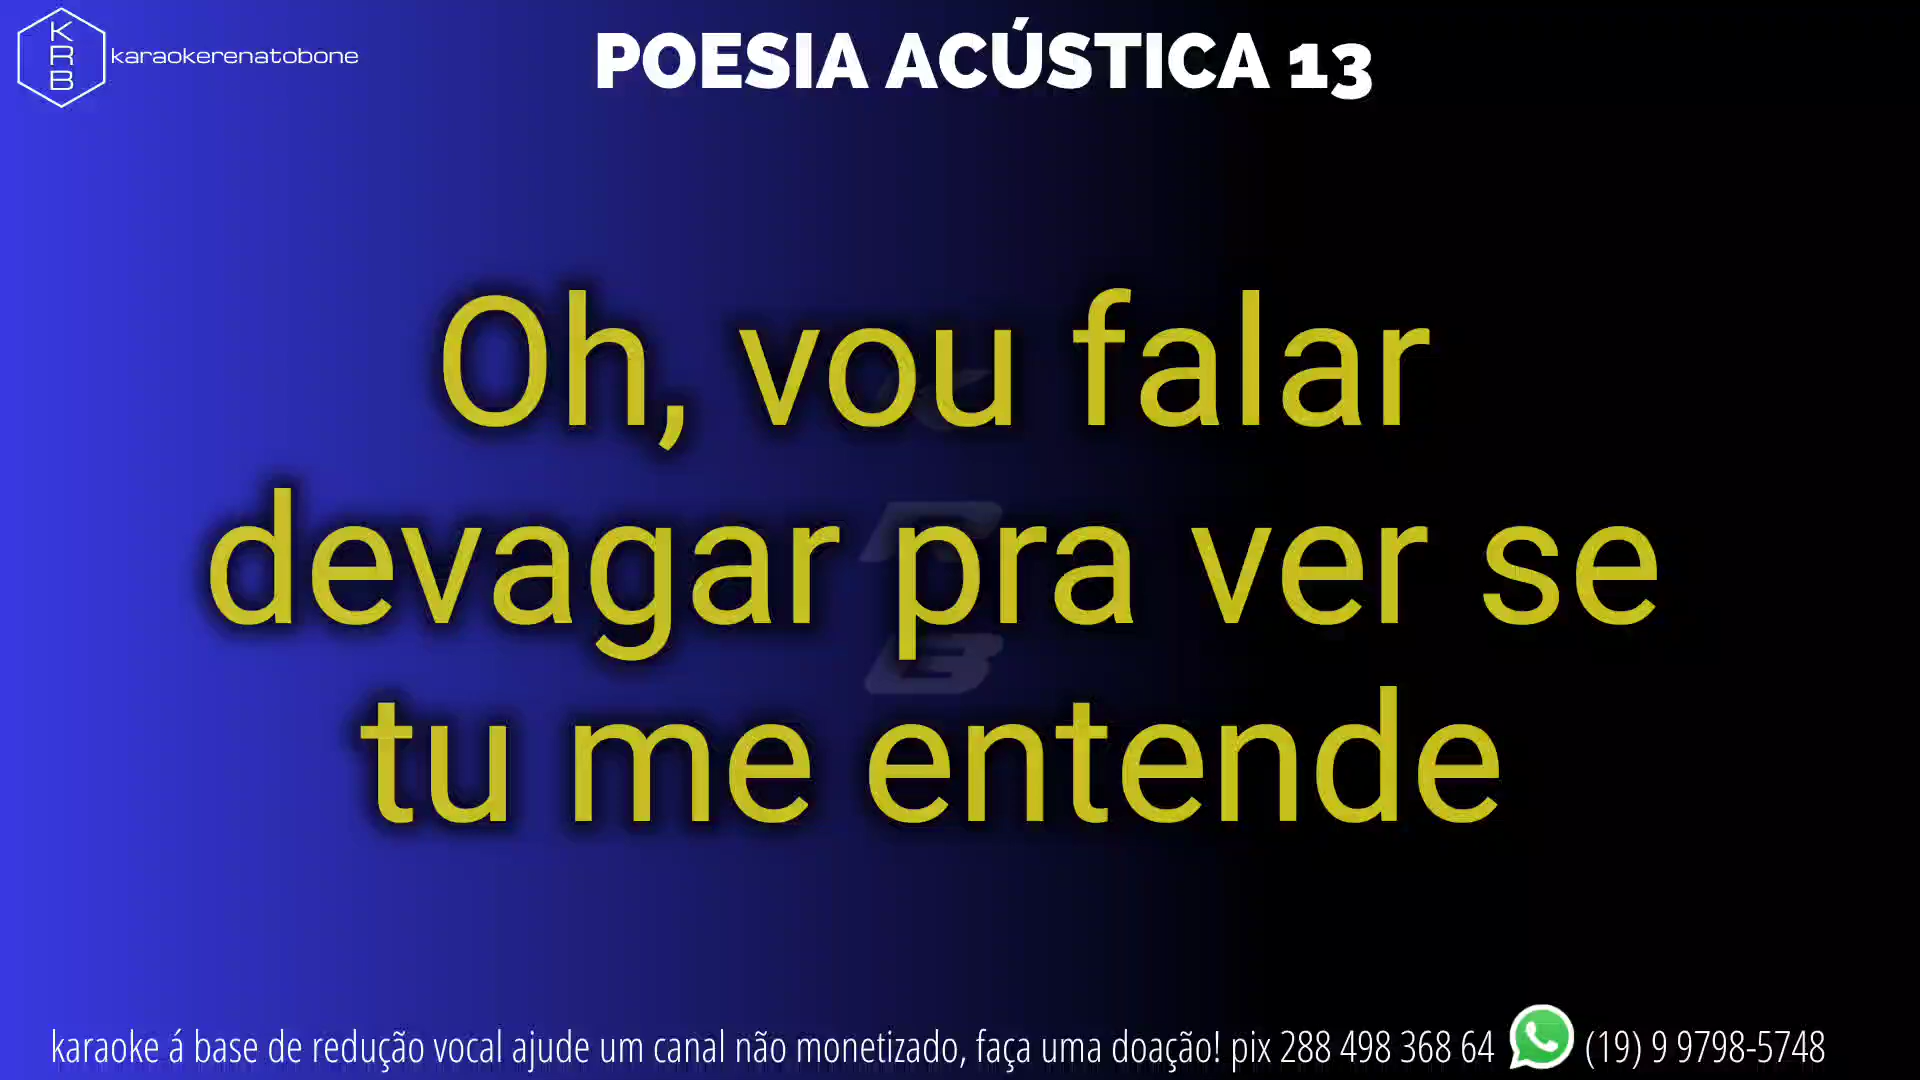 KRB
karaokerenatobone
POESIA ACÚSTICA 13
Oh, vou falar
devagar pra ver se
tu me entende
karaoke á base de redução vocal ajude um canal não monetizado, faça uma doação! pix 288 498 368 64 (19) 9 9798-5748